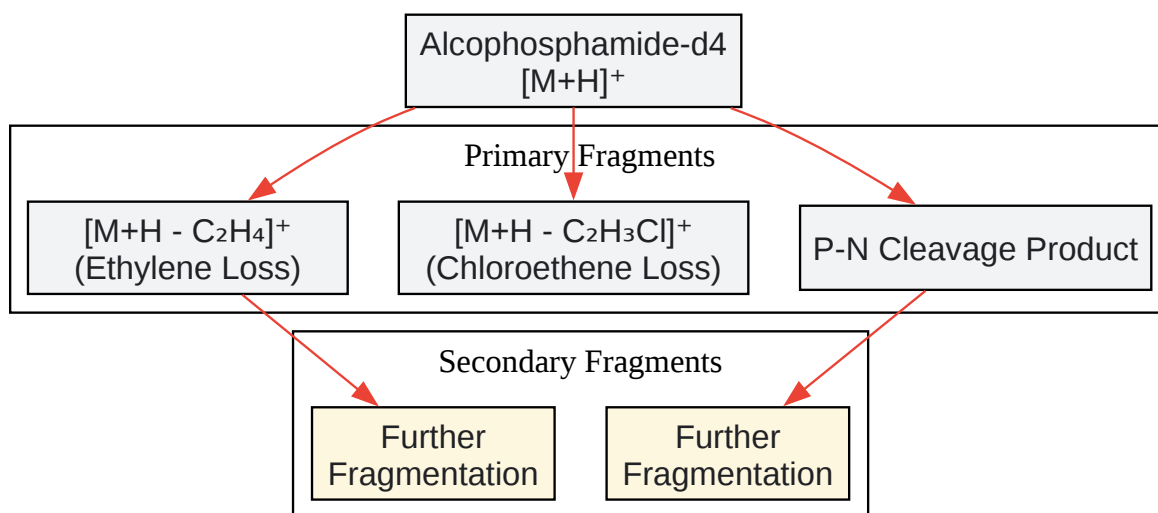 Alcophosphamide-d4
[M+H]⁺
Primary Fragments
[M+H - C₂H₄]⁺
(Ethylene Loss)
[M+H - C₂H₃Cl]⁺
(Chloroethene Loss)
P-N Cleavage Product
Secondary Fragments
Further
Fragmentation
Further
Fragmentation